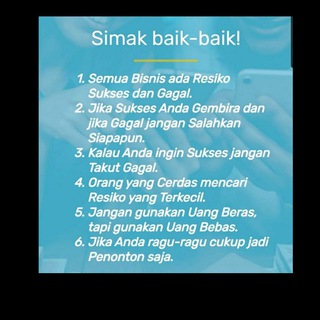 Simak baik-baik!
1. Semua Bisnis ada Resiko
Sukses dan Gagal.
2. Jika Sukses Anda Gembira dan
jika Gagal jangan Salahkan
Siapapun.
3. Kalau Anda ingin Sukses jangan
Takut Gagal.
4. Orang yang Cerdas mencari
Resiko yang Terkecil.
5. Jangan gunakan Uang Beras,
tapi gunakan Uang Bebas.
6. Jika Anda ragu-ragu cukup jadi
Penonton saja.